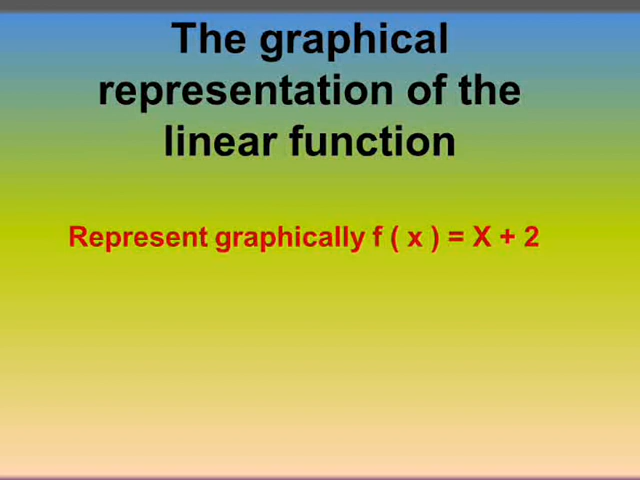 The graphical
representation of the
linear function
Represent graphically f ( x ) = X + 2